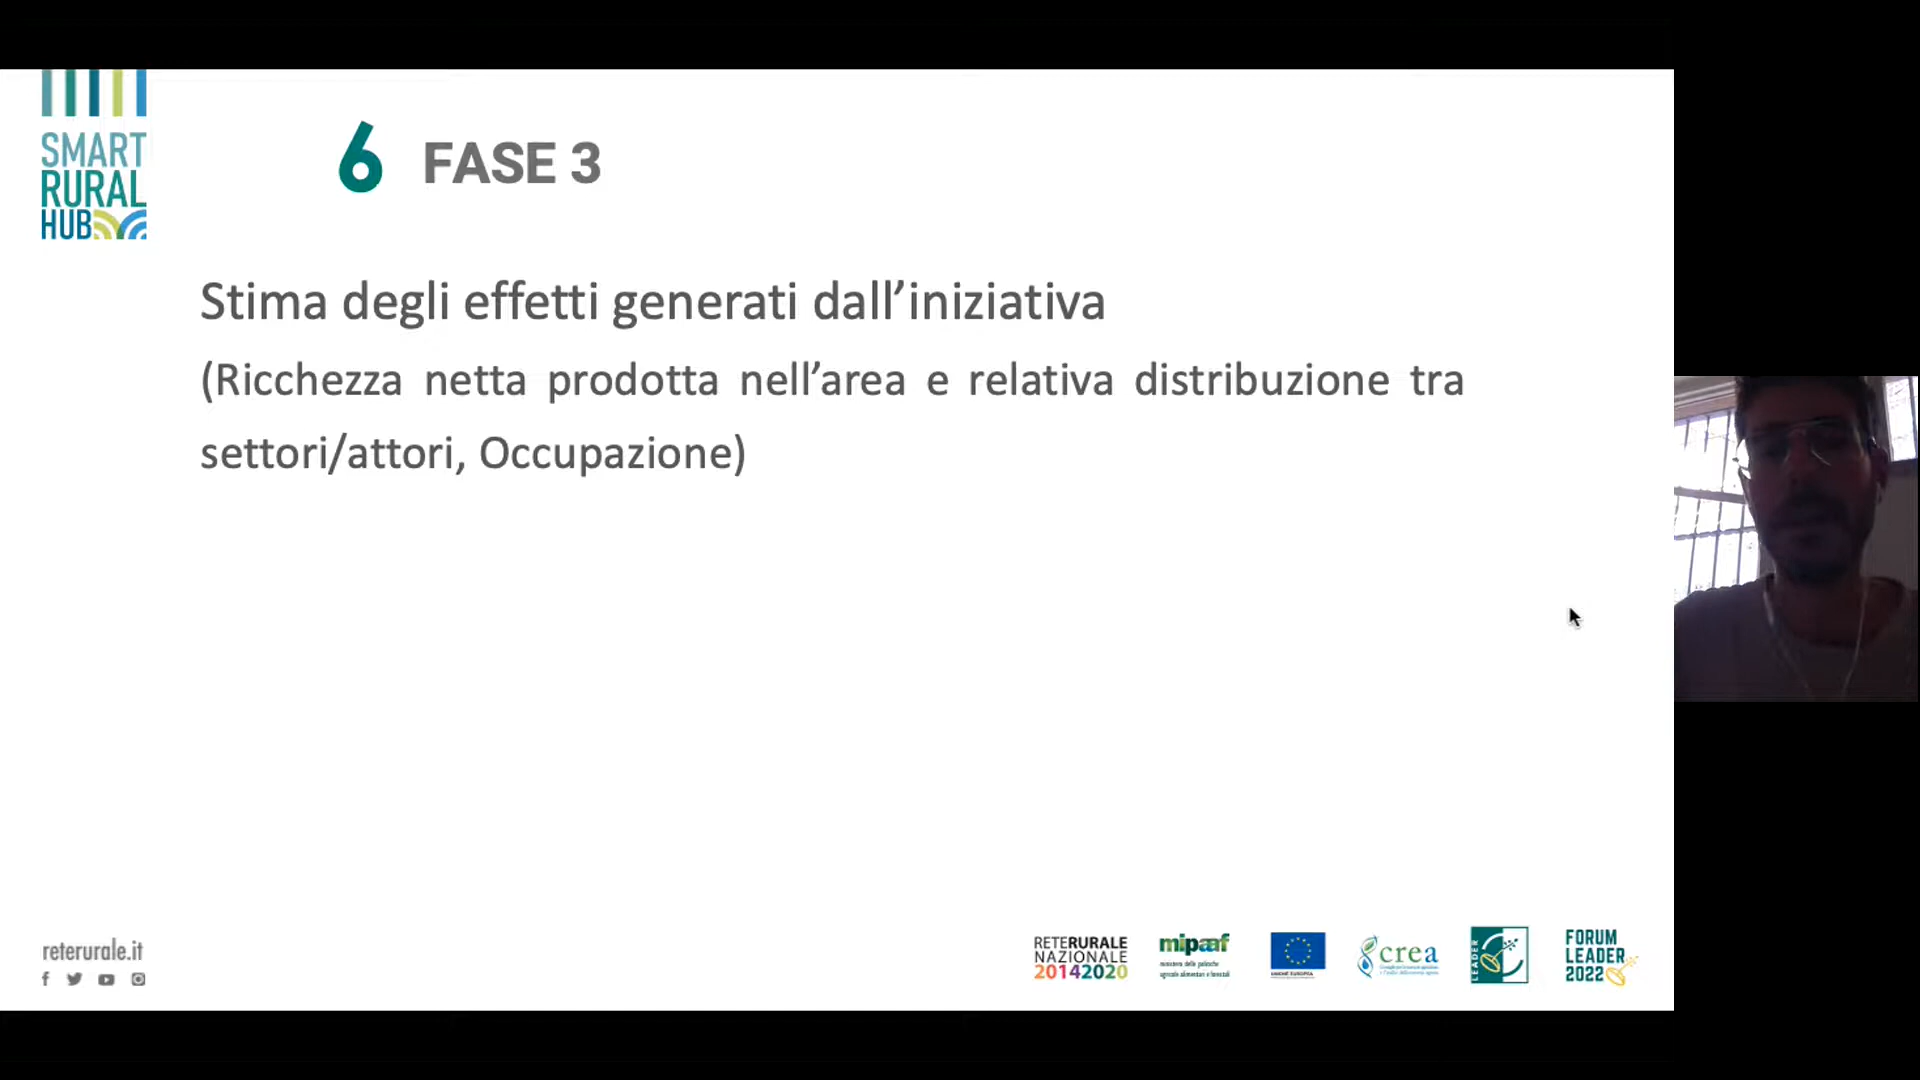 SMART
RURAL
HUB
6 FASE 3
Stima degli effetti generati dall’iniziativa
(Ricchezza netta prodotta nell’area e relativa distribuzione tra
settori/attori, Occupazione)
reterurale.it
RETERURALE
NAZIONALE
20142020
mipaaf
ministero delle politiche
agricole alimentari e forestali
UNIONE EUROPEA
crea
LEADER
FORUM
LEADER
2022